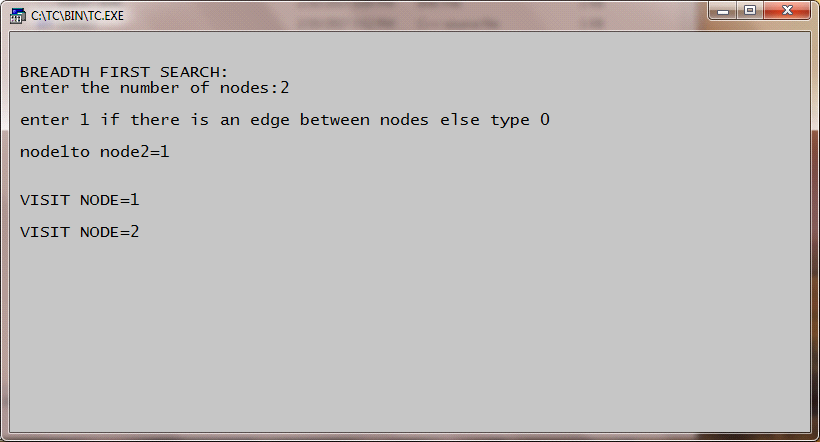 C:\TC\BIN\TC.EXE
BREADTH FIRST SEARCH:
enter the number of nodes:2
enter 1 if there is an edge between nodes else type 0
node1to node2=1
VISIT NODE=1
VISIT NODE=2